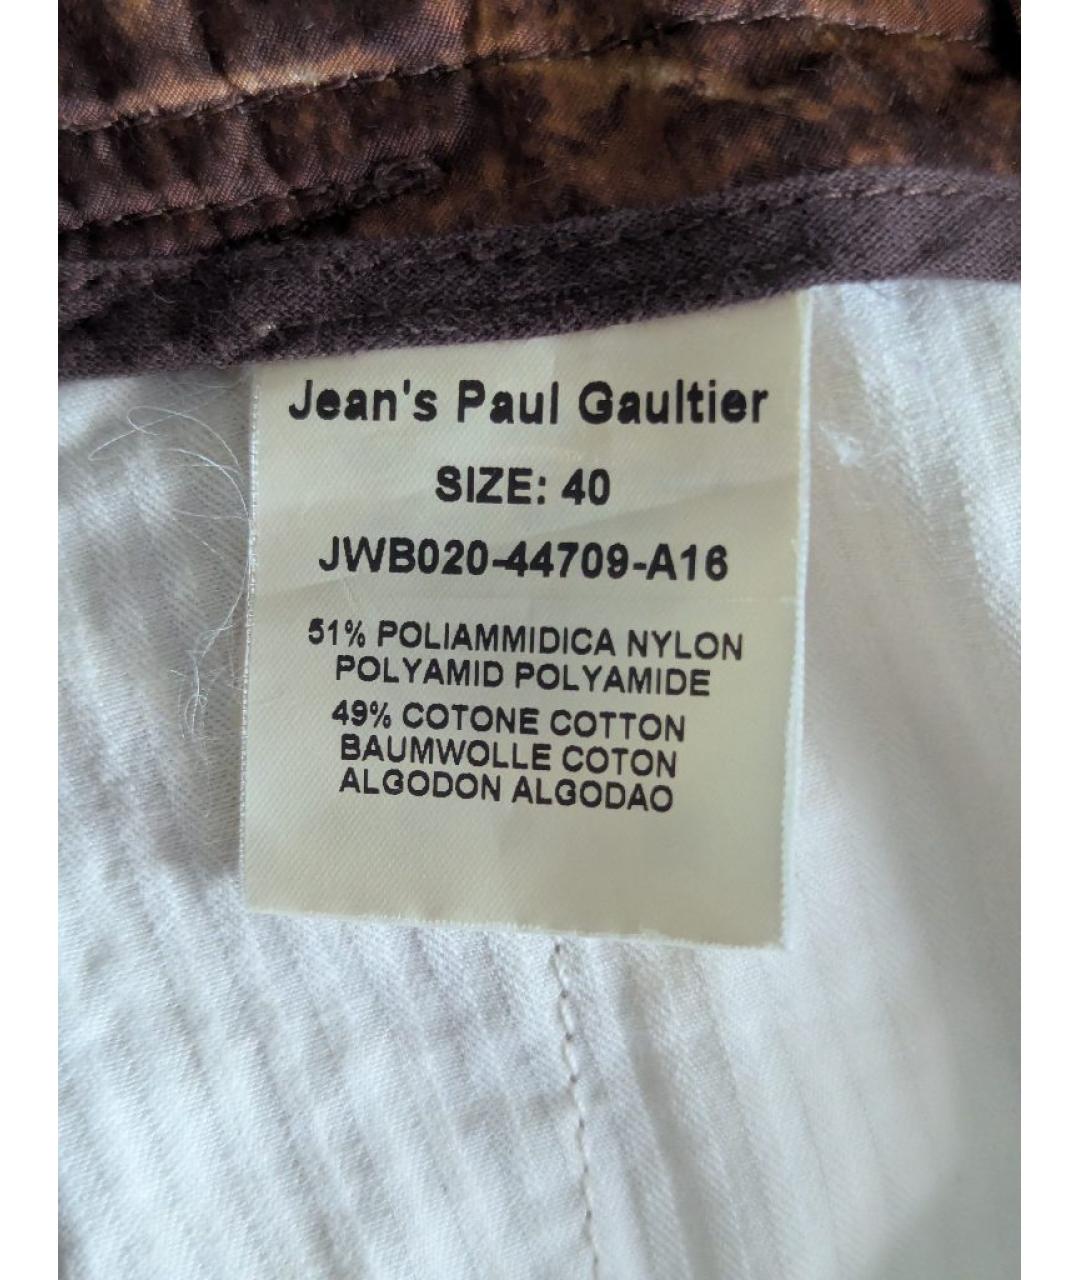 Jean's Paul Gaultier
SIZE: 40
JWB020-44709-A16
51% POLIAMMIDICA NYLON
POLYAMID POLYAMIDE
49% COTONE COTTON
BAUMWOLLE COTON
ALGODON ALGODAO